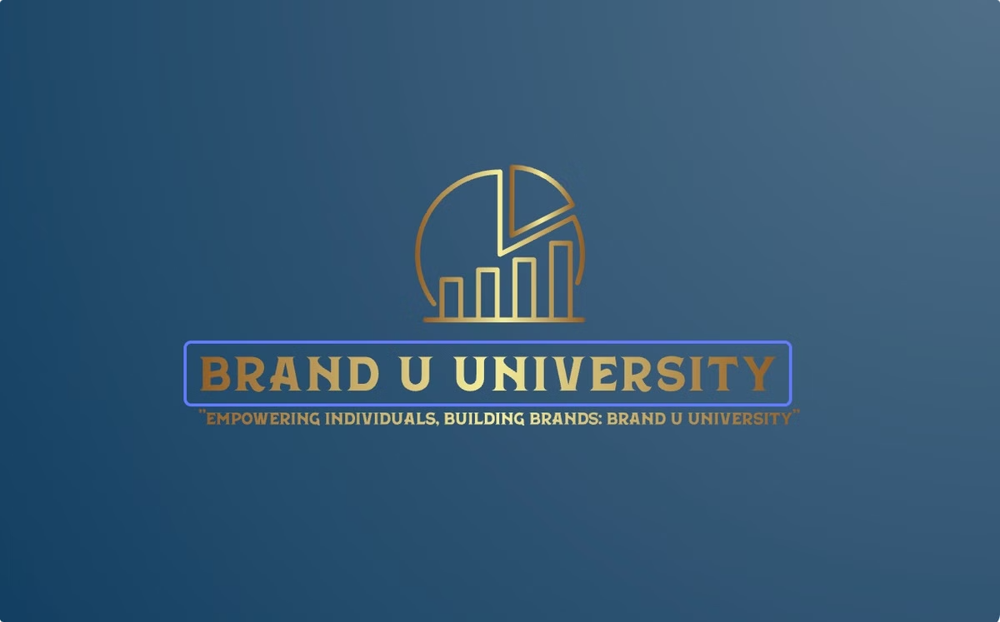 BRAND U UNIVERSITY
"EMPOWERING INDIVIDUALS, BUILDING BRANDS: BRAND U UNIVERSITY"